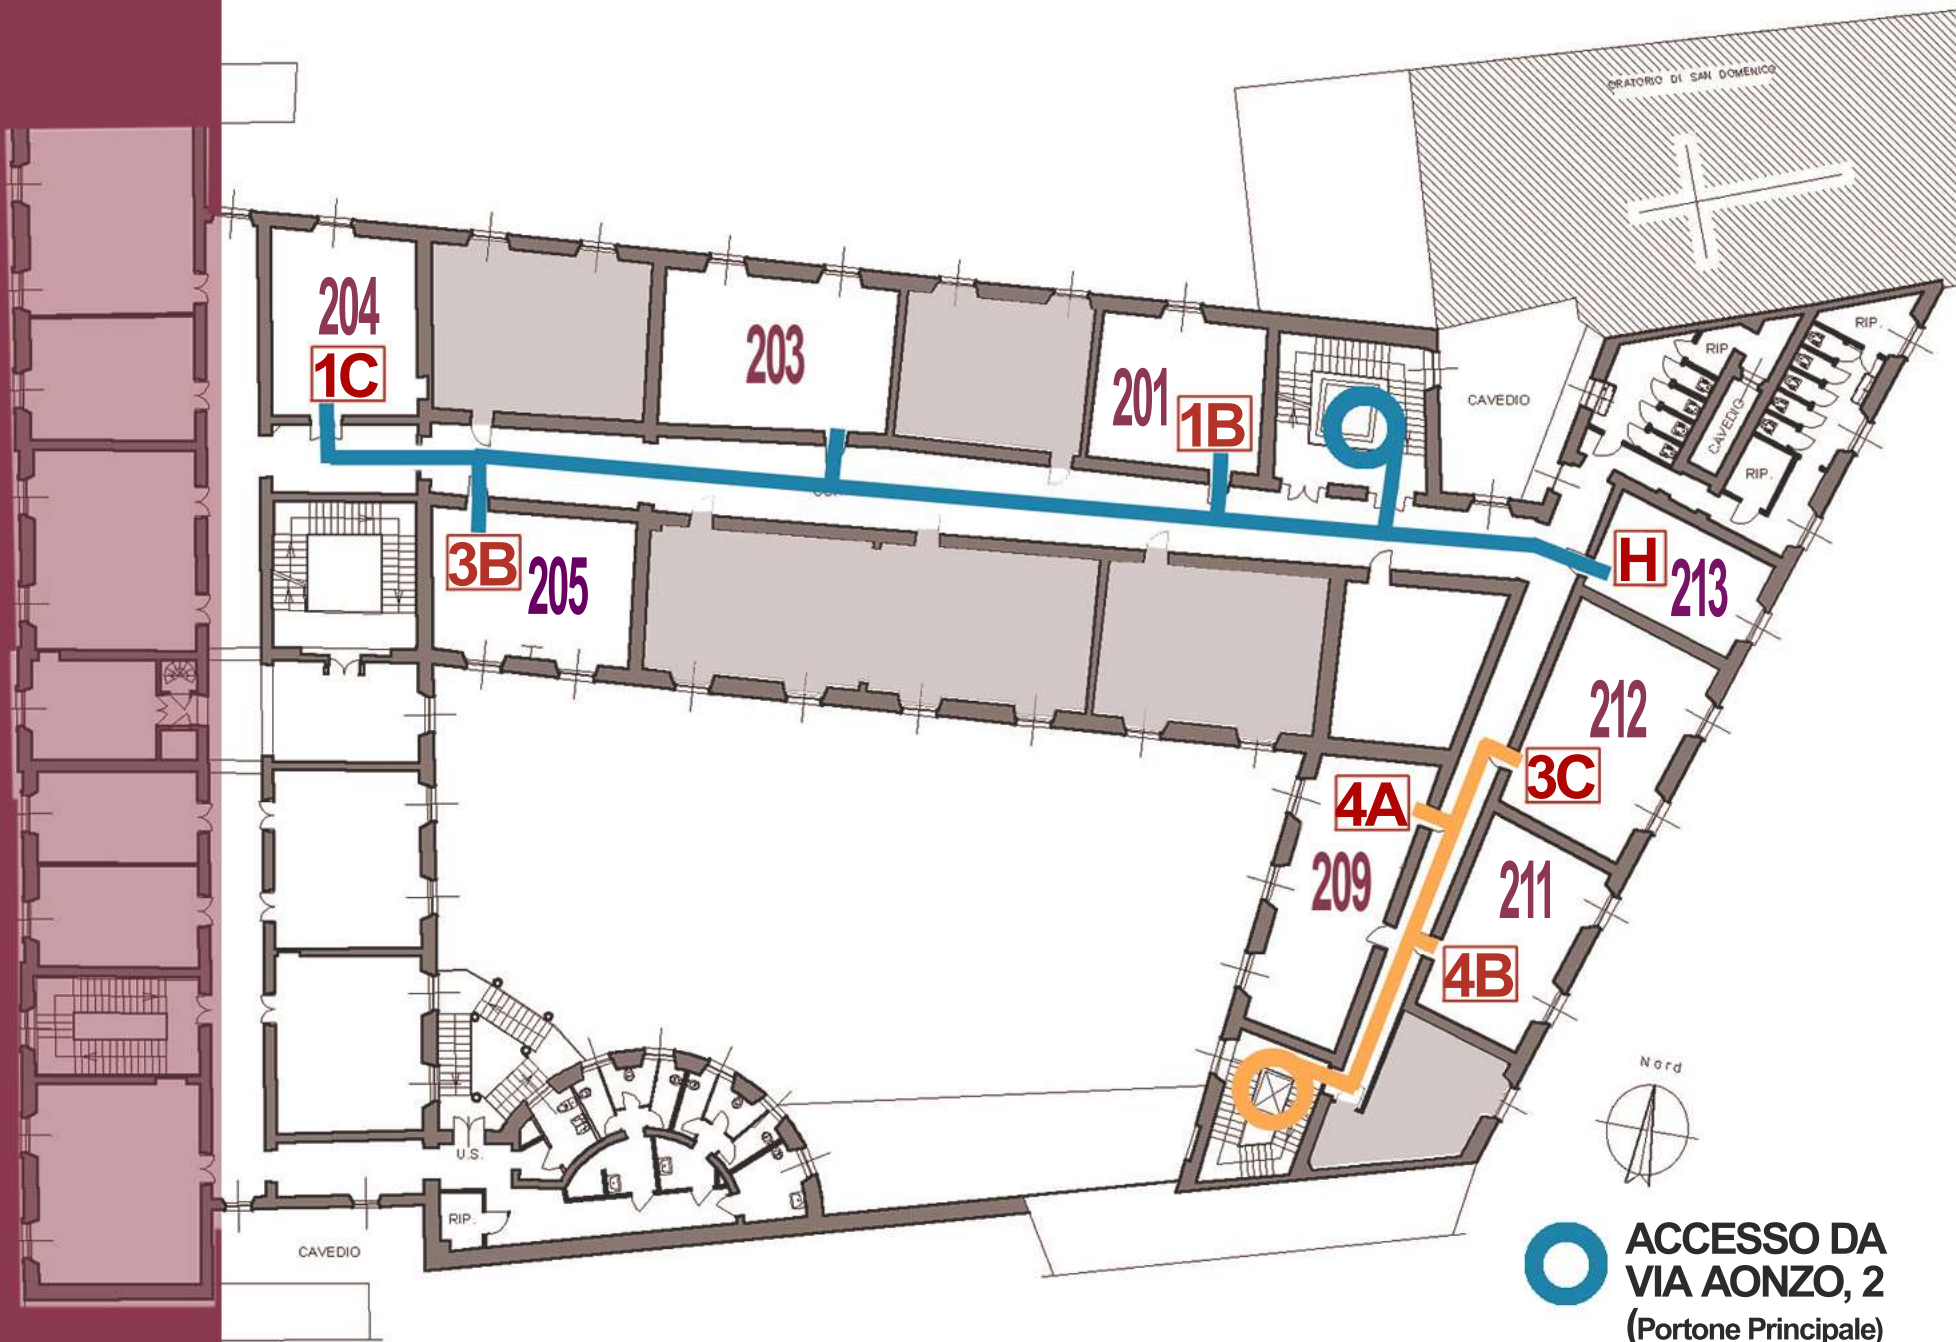 ORATORIO DI SAN DOMENICO
204
1C
203
201
1B
CAVEDIO
RIP.
RIP.
CAVEDIO
RIP.
3B
205
H
213
212
3C
4A
209
211
4B
U.S.
RIP.
CAVEDIO
Nord
ACCESSO DA
VIA AONZO, 2
(Portone Principale)